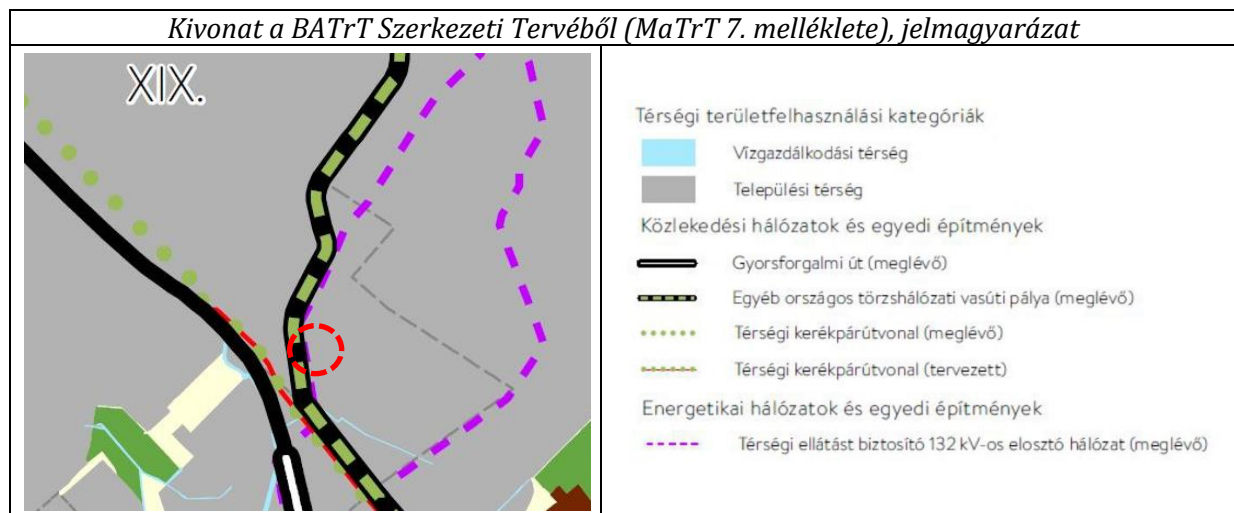 Kivonat a BATrT Szerkezeti Tervéből (MaTrT 7. melléklete), jelmagyarázat
XIX.
Térségi területfelhasználási kategóriák
Vízgazdálkodási térség
Települési térség
Közlekedési hálózatok és egyedi építmények
Gyorsforgalmi út (meglévő)
Egyéb országos törzshálózati vasúti pálya (meglévő)
Térségi kerékpárútvonal (meglévő)
Térségi kerékpárútvonal (tervezett)
Energetikai hálózatok és egyedi építmények
Térségi ellátást biztosító 132 kV-os elosztó hálózat (meglévő)